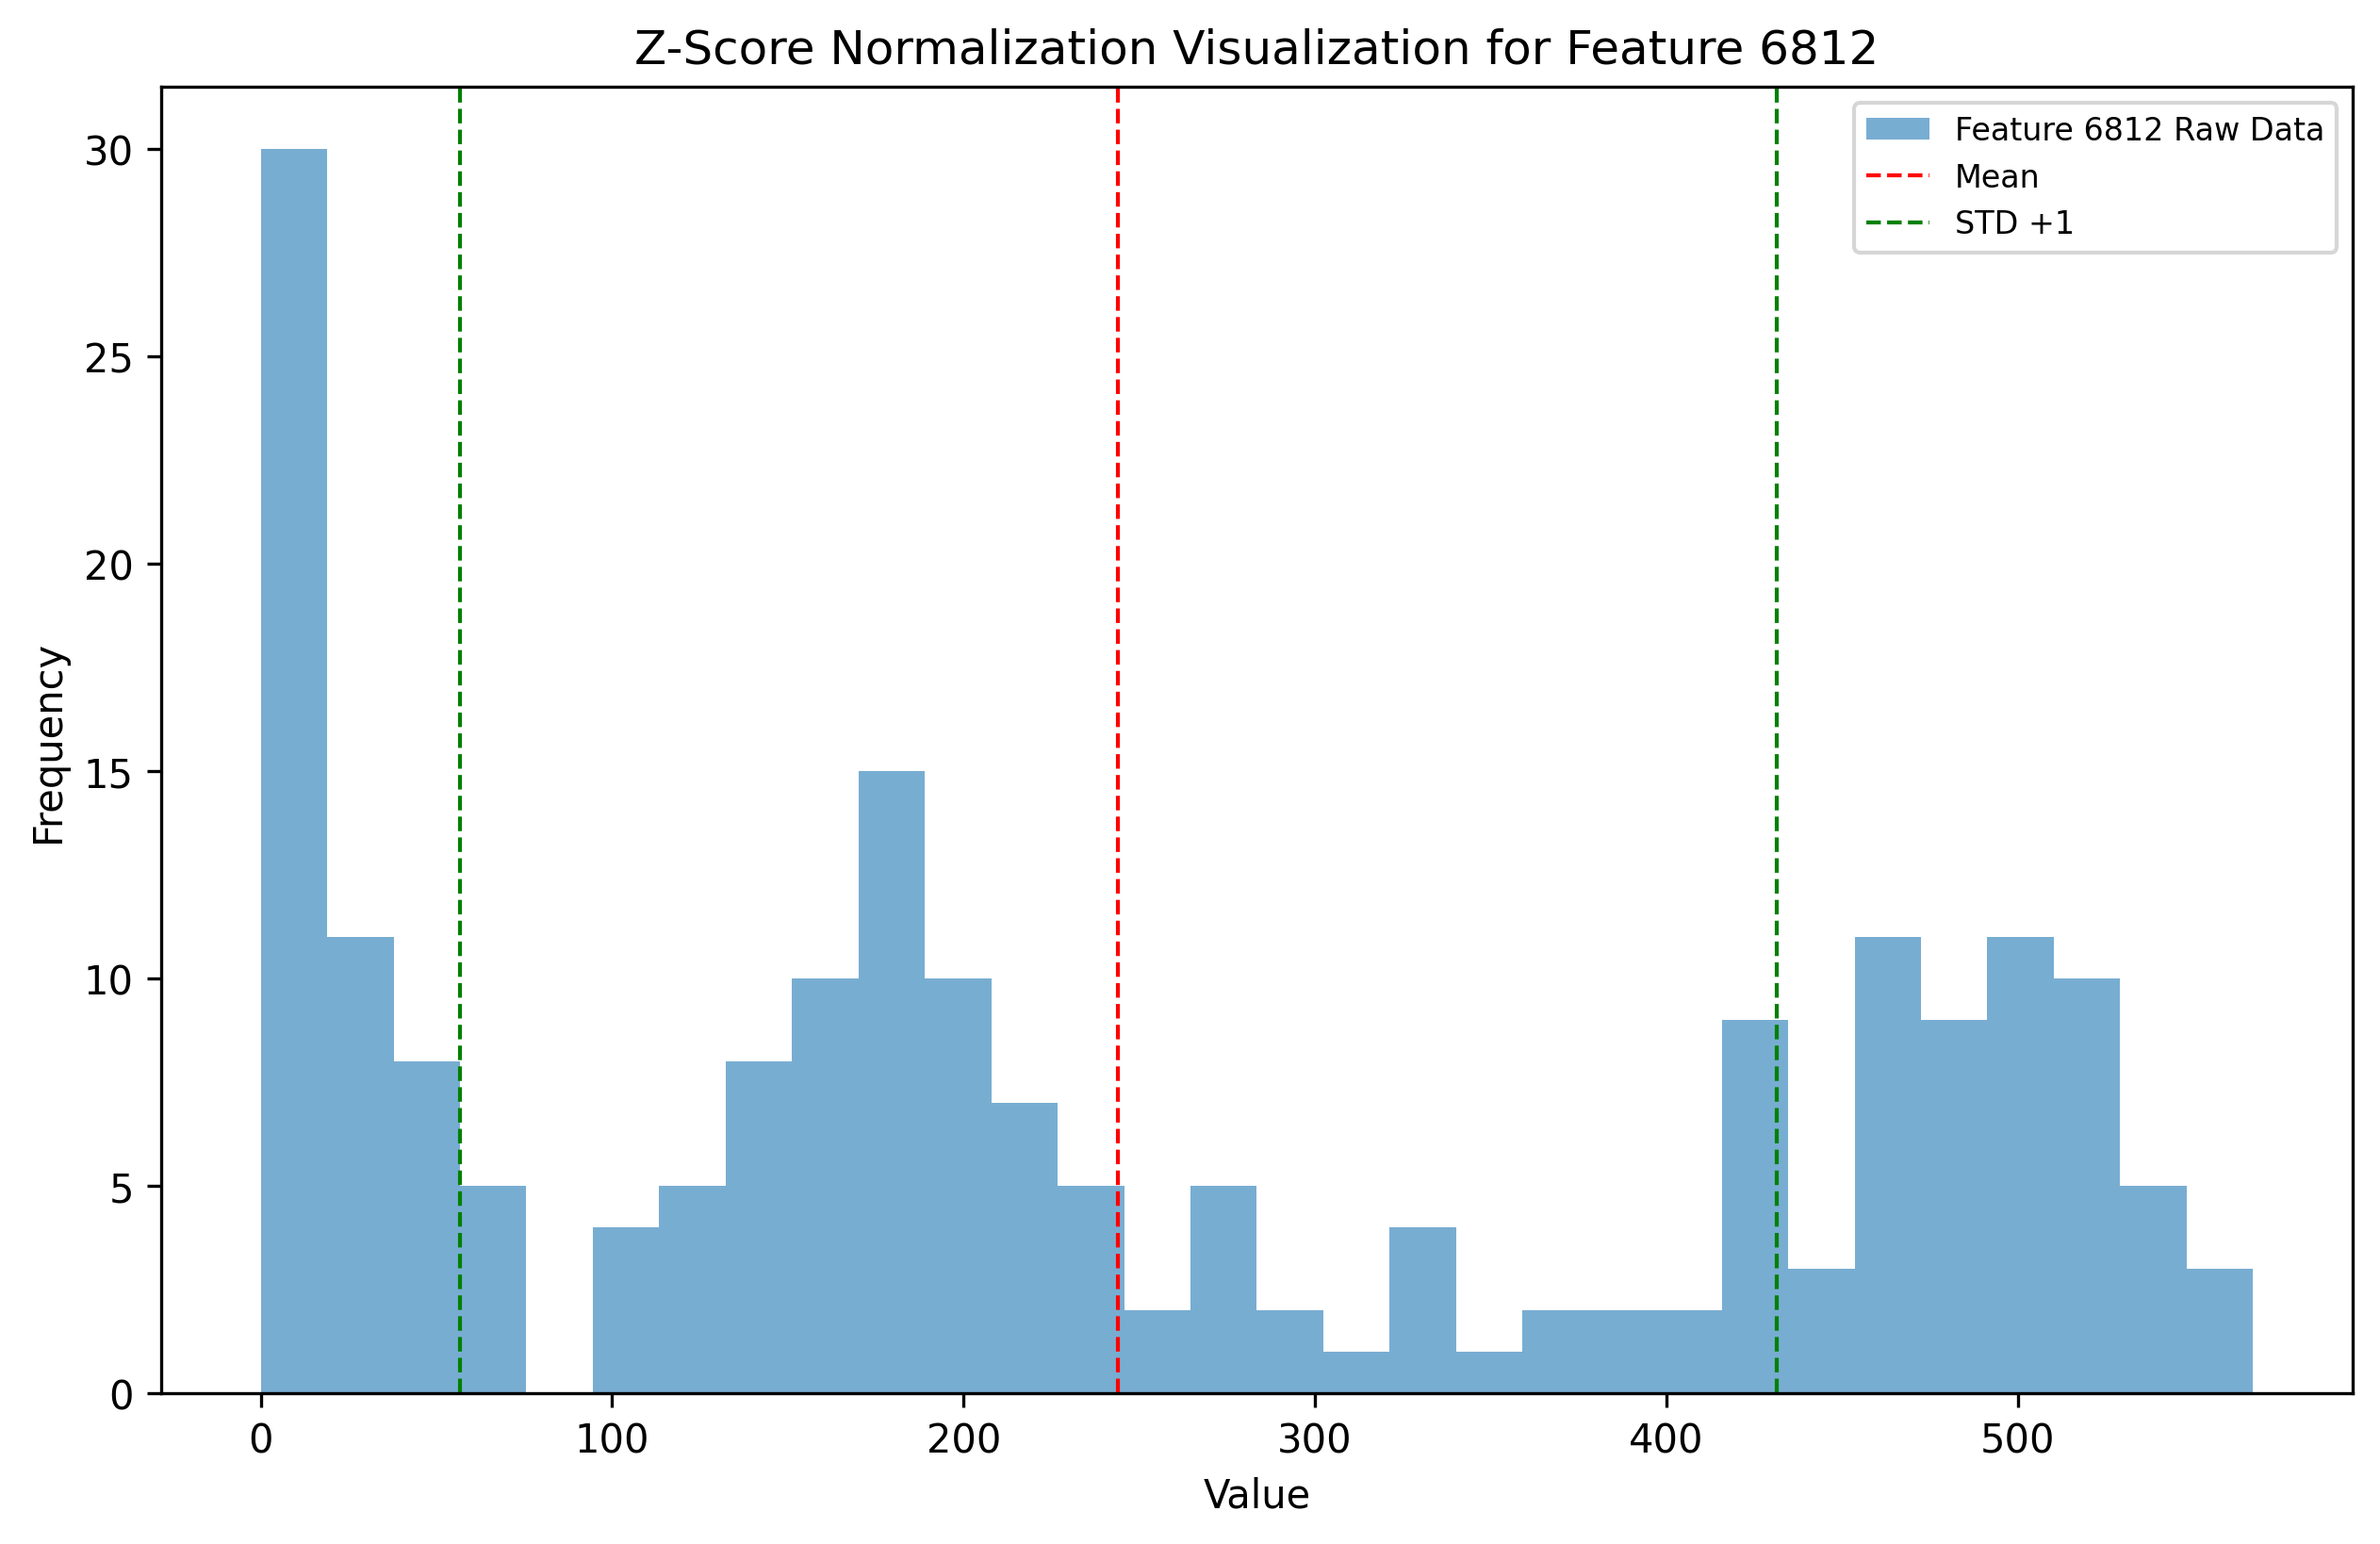 Z-Score Normalization Visualization for Feature 6812
Feature 6812 Raw Data
Mean
STD +1
30
25
20
15
10
5
0
Frequency
0 100 200 300 400 500
Value